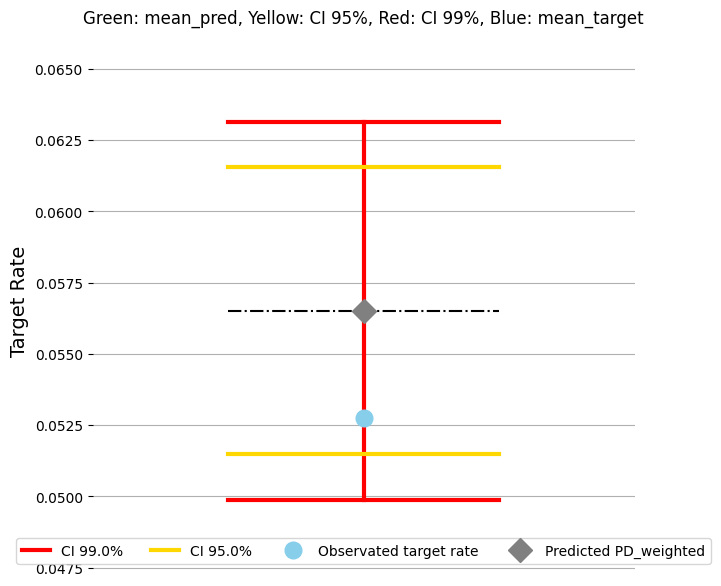 Green: mean_pred, Yellow: CI 95%, Red: CI 99%, Blue: mean_target
0.0650
0.0625
0.0600
0.0575
0.0550
0.0525
0.0500
0.0475
Target Rate
CI 99.0%
CI 95.0%
Observated target rate
Predicted PD_weighted